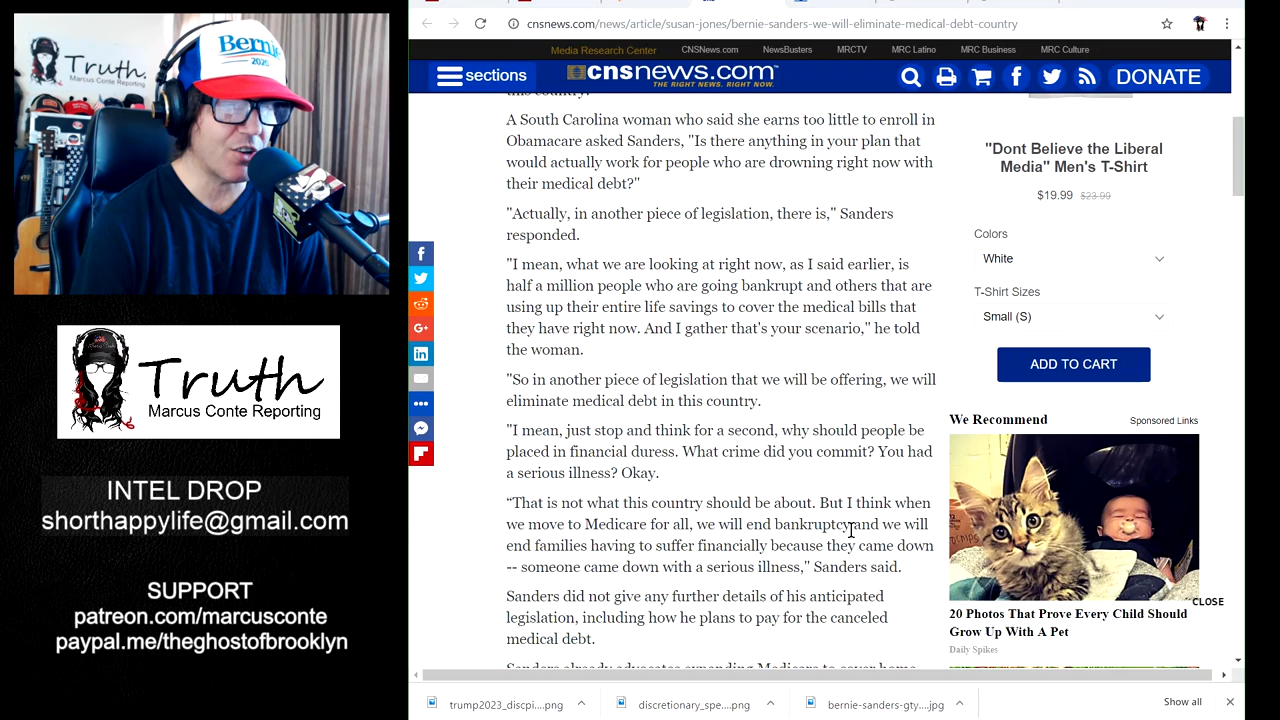 Truth.
Marcus Conte Reporting
Bernie
2020
Truth
Marcus Conte Reporting
INTEL DROP
shorthappylife@gmail.com
SUPPORT
patreon.com/marcusconte
paypal.me/theghostofbrooklyn
cnsnews.com/news/article/susan-jones/bernie-sanders-we-will-eliminate-medical-debt-country
Media Research Center CNSNews.com NewsBusters MRCTV MRC Latino MRC Business MRC Culture
sections
cnsnews.com
THE RIGHT NEWS. RIGHT NOW.
DONATE
this country."
A South Carolina woman who said she earns too little to enroll in
Obamacare asked Sanders, "Is there anything in your plan that
would actually work for people who are drowning right now with
their medical debt?"
"Actually, in another piece of legislation, there is," Sanders
responded.
"I mean, what we are looking at right now, as I said earlier, is
half a million people who are going bankrupt and others that are
using up their entire life savings to cover the medical bills that
they have right now. And I gather that's your scenario," he told
the woman.
"So in another piece of legislation that we will be offering, we will
eliminate medical debt in this country.
"I mean, just stop and think for a second, why should people be
placed in financial duress. What crime did you commit? You had
a serious illness? Okay.
“That is not what this country should be about. But I think when
we move to Medicare for all, we will end bankruptcy and we will
end families having to suffer financially because they came down
-- someone came down with a serious illness," Sanders said.
Sanders did not give any further details of his anticipated
legislation, including how he plans to pay for the canceled
medical debt.
Sanders already advocates expanding Medicare to cover home
"Dont Believe the Liberal
Media" Men's T-Shirt
$19.99 $23.99
Colors
White
T-Shirt Sizes
Small (S)
ADD TO CART
We Recommend Sponsored Links
CLOSE
20 Photos That Prove Every Child Should
Grow Up With A Pet
Daily Spikes
trump2023_discpi....png
discretionary_spe....png
bernie-sanders-gty....jpg
Show all